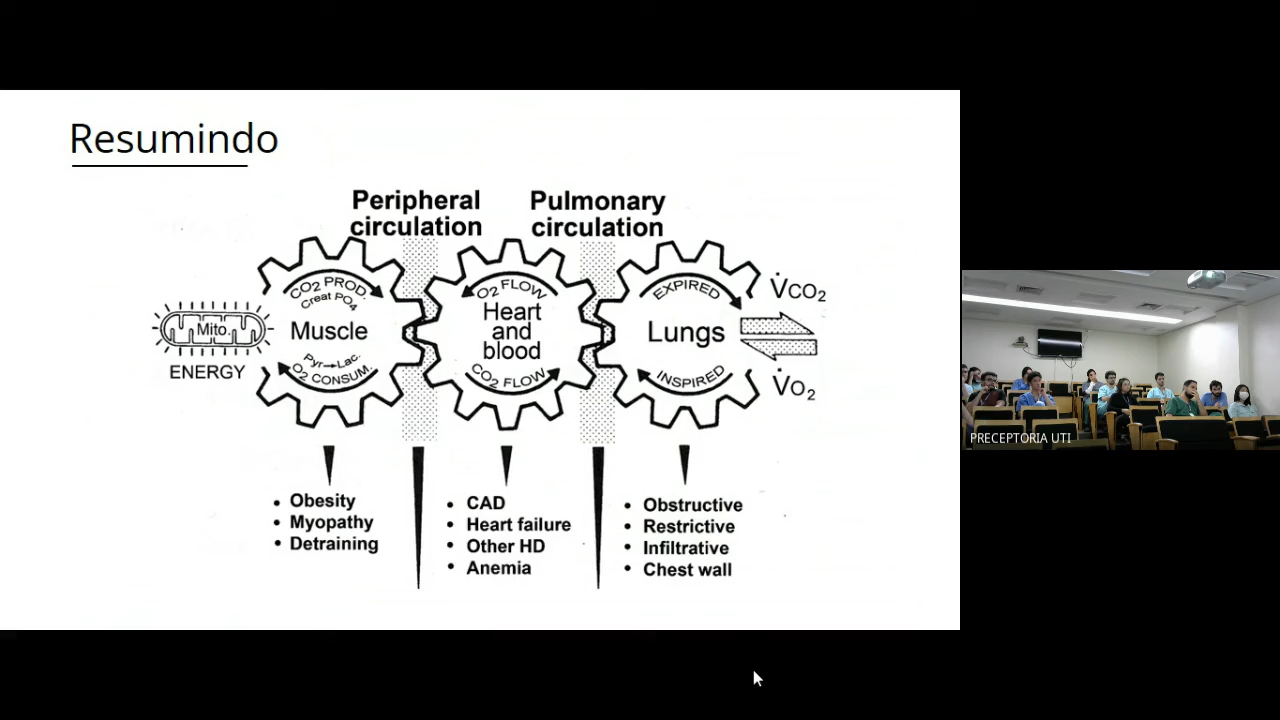 Resumindo
Peripheral
circulation
Pulmonary
circulation
Mito.
ENERGY
CO2 PROD.
Creat PO4
Muscle
Pyr→Lac.
O2 CONSUM.
O2 FLOW
Heart
and
blood
CO2 FLOW
EXPIRED
Lungs
INSPIRED
V̇CO2
V̇O2
• Obesity
• Myopathy
• Detraining
• CAD
• Heart failure
• Other HD
• Anemia
• Obstructive
• Restrictive
• Infiltrative
• Chest wall
PRECEPTORIA UTI